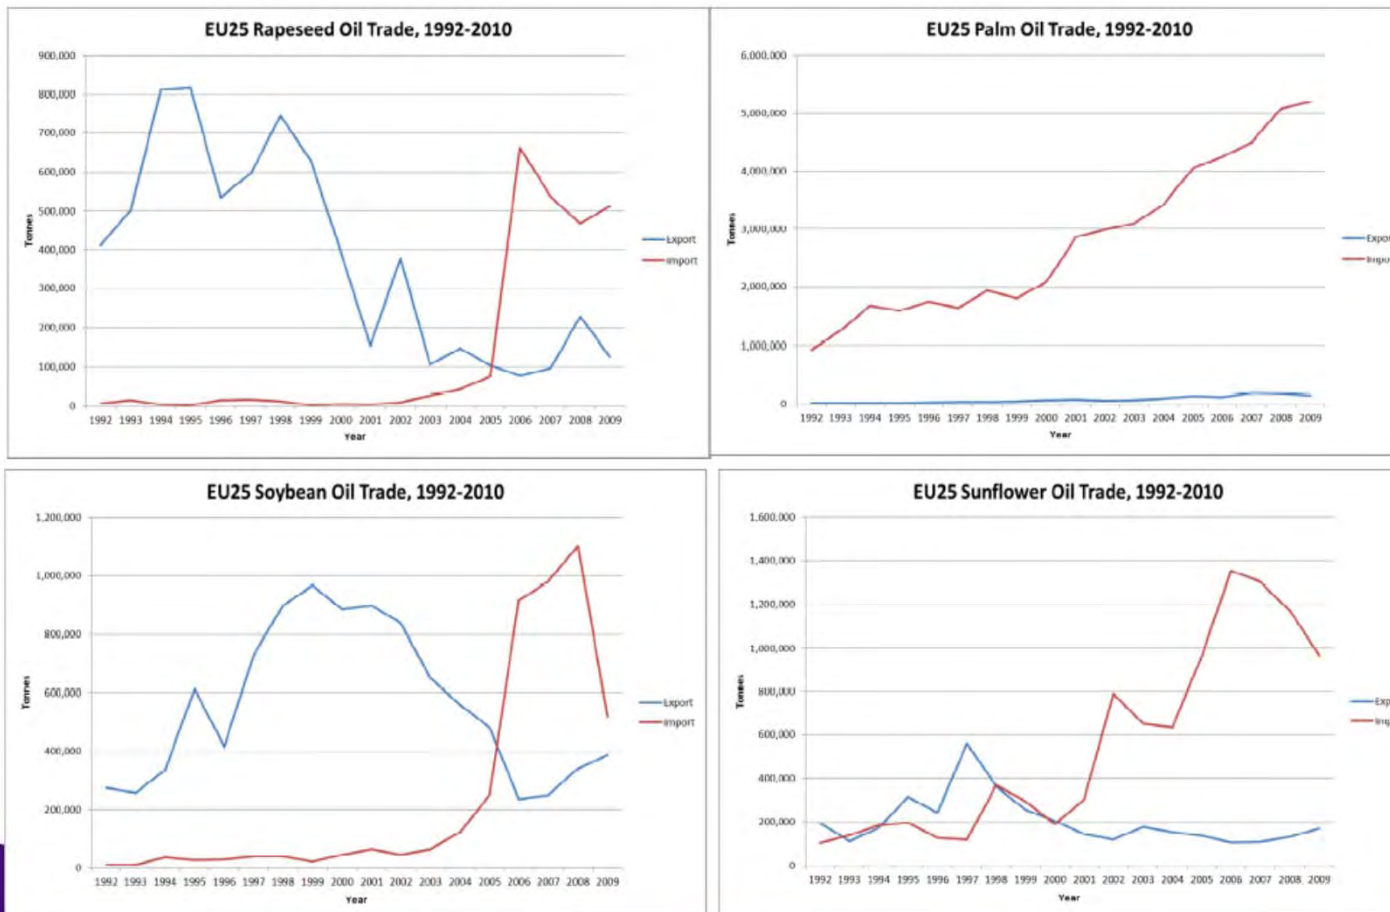 EU25 Rapeseed Oil Trade, 1992-2010
900,000
800,000
700,000
600,000
500,000
400,000
300,000
200,000
100,000
0
Tonnes
1992 1993 1994 1995 1996 1997 1998 1999 2000 2001 2002 2003 2004 2005 2006 2007 2008 2009
Year
Export
Import
EU25 Palm Oil Trade, 1992-2010
6,000,000
5,000,000
4,000,000
3,000,000
2,000,000
1,000,000
0
Tonnes
1992 1993 1994 1995 1996 1997 1998 1999 2000 2001 2002 2003 2004 2005 2006 2007 2008 2009
Year
Expor
Impo
EU25 Soybean Oil Trade, 1992-2010
1,200,000
1,000,000
800,000
600,000
400,000
200,000
0
Tonnes
1992 1993 1994 1995 1996 1997 1998 1999 2000 2001 2002 2003 2004 2005 2006 2007 2008 2009
Year
Export
Import
EU25 Sunflower Oil Trade, 1992-2010
1,600,000
1,400,000
1,200,000
1,000,000
800,000
600,000
400,000
200,000
0
Tonnes
1992 1993 1994 1995 1996 1997 1998 1999 2000 2001 2002 2003 2004 2005 2006 2007 2008 2009
Year
Exp
Imp